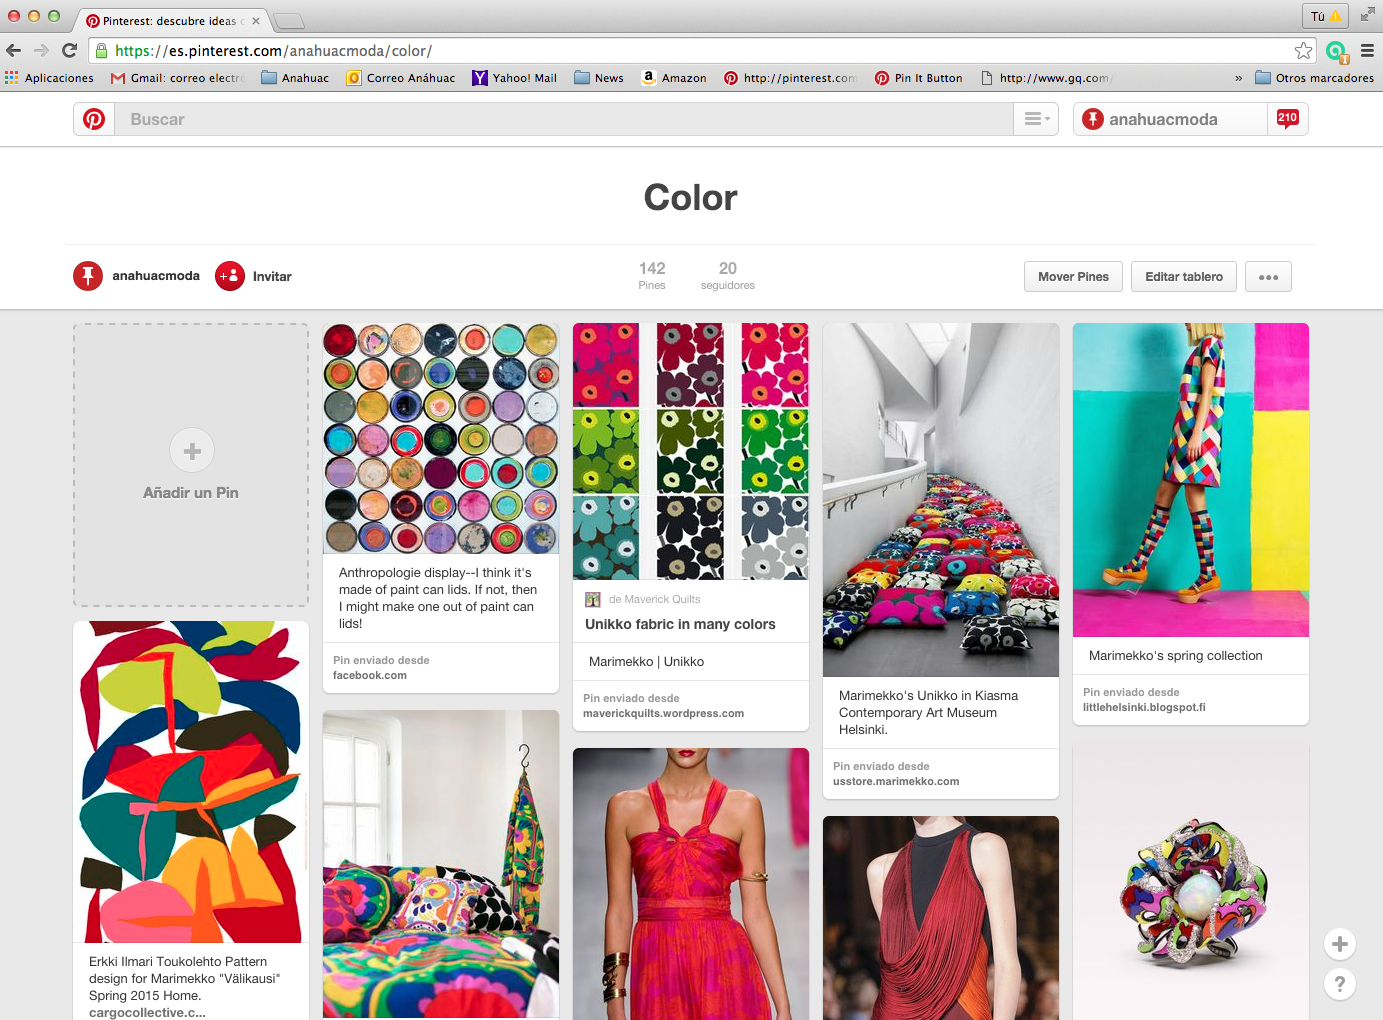 Pinterest: descubre ideas
Tú
https://es.pinterest.com/anahuacmoda/color/
Aplicaciones
Gmail: correo electró
Anahuac
Correo Anáhuac
Yahoo! Mail
News
Amazon
http://pinterest.com
Pin It Button
http://www.gq.com/
»
Otros marcadores
Buscar
anahuacmoda
210
Color
anahuacmoda
Invitar
142
Pines
20
seguidores
Mover Pines
Editar tablero
Añadir un Pin
Erkki Ilmari Toukolehto Pattern
design for Marimekko "Välikausi"
Spring 2015 Home.
cargocollective.c...
Anthropologie display--I think it's
made of paint can lids. If not, then
I might make one out of paint can
lids!
Pin enviado desde
facebook.com
de Maverick Quilts
Unikko fabric in many colors
Marimekko | Unikko
Pin enviado desde
maverickquilts.wordpress.com
Marimekko's Unikko in Kiasma
Contemporary Art Museum
Helsinki.
Pin enviado desde
usstore.marimekko.com
Marimekko's spring collection
Pin enviado desde
littlehelsinki.blogspot.fi